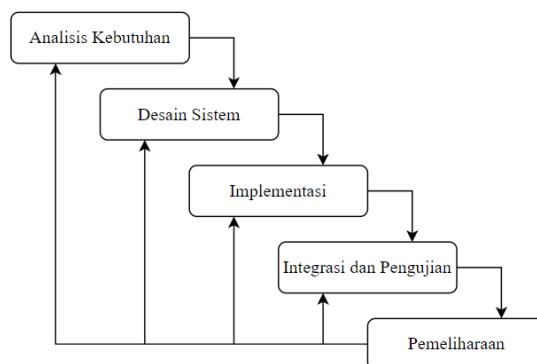 Analisis Kebutuhan
Desain Sistem
Implementasi
Integrasi dan Pengujian
Pemeliharaan